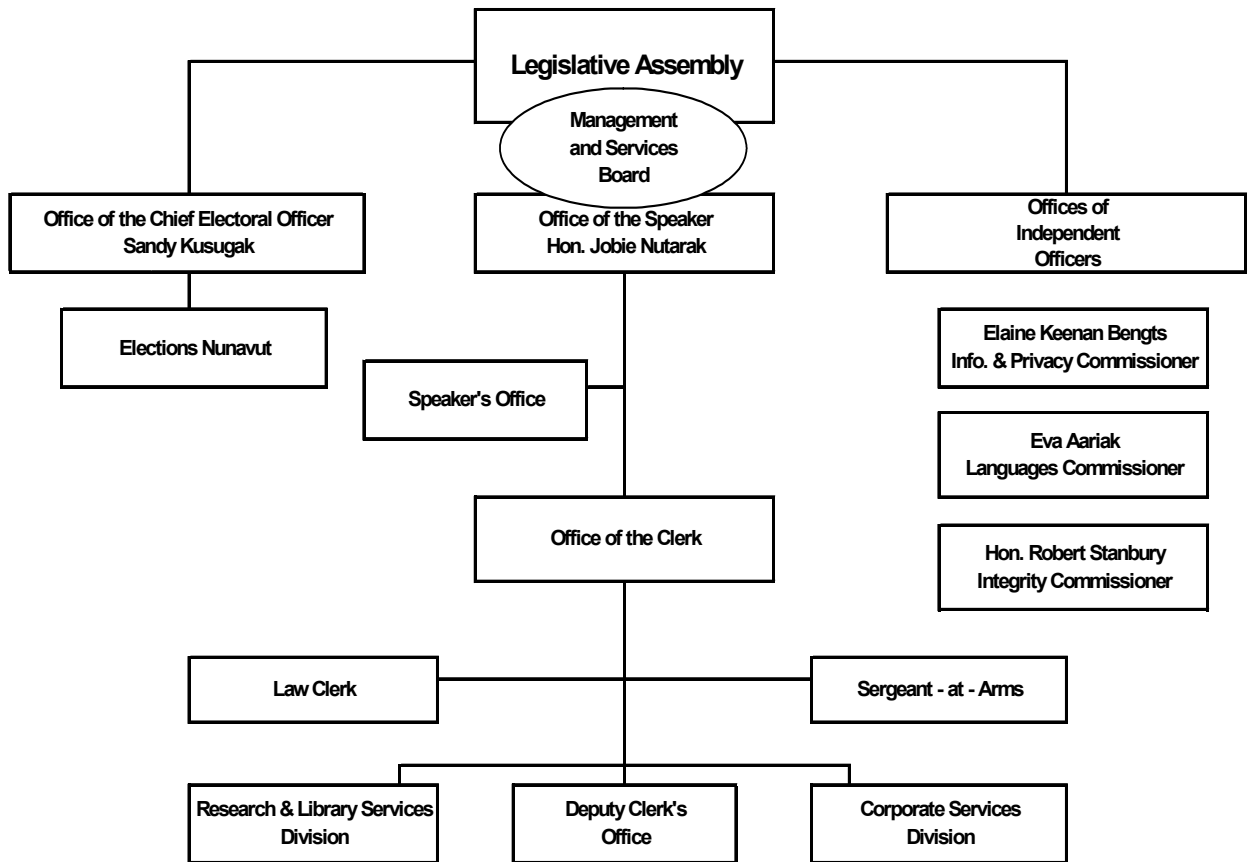 Legislative Assembly
Management
and Services
Board
Office of the Chief Electoral Officer
Sandy Kusugak
Office of the Speaker
Hon. Jobie Nutarak
Offices of
Independent
Officers
Elections Nunavut
Elaine Keenan Bengts
Info. & Privacy Commissioner
Speaker's Office
Eva Aariak
Languages Commissioner
Office of the Clerk
Hon. Robert Stanbury
Integrity Commissioner
Law Clerk
Sergeant - at - Arms
Research & Library Services
Division
Deputy Clerk's
Office
Corporate Services
Division